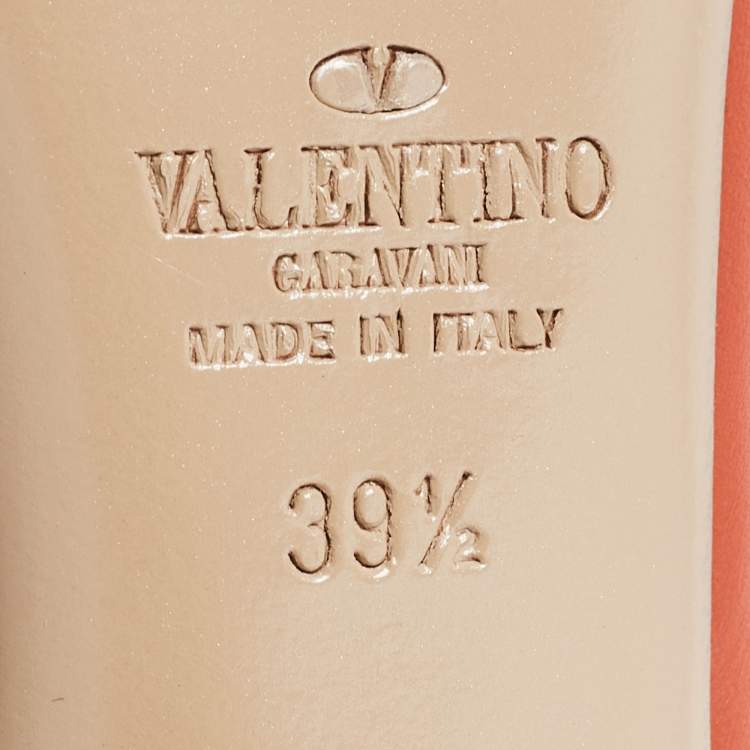 V
VALENTINO
GARAVANI
MADE IN ITALY
39½